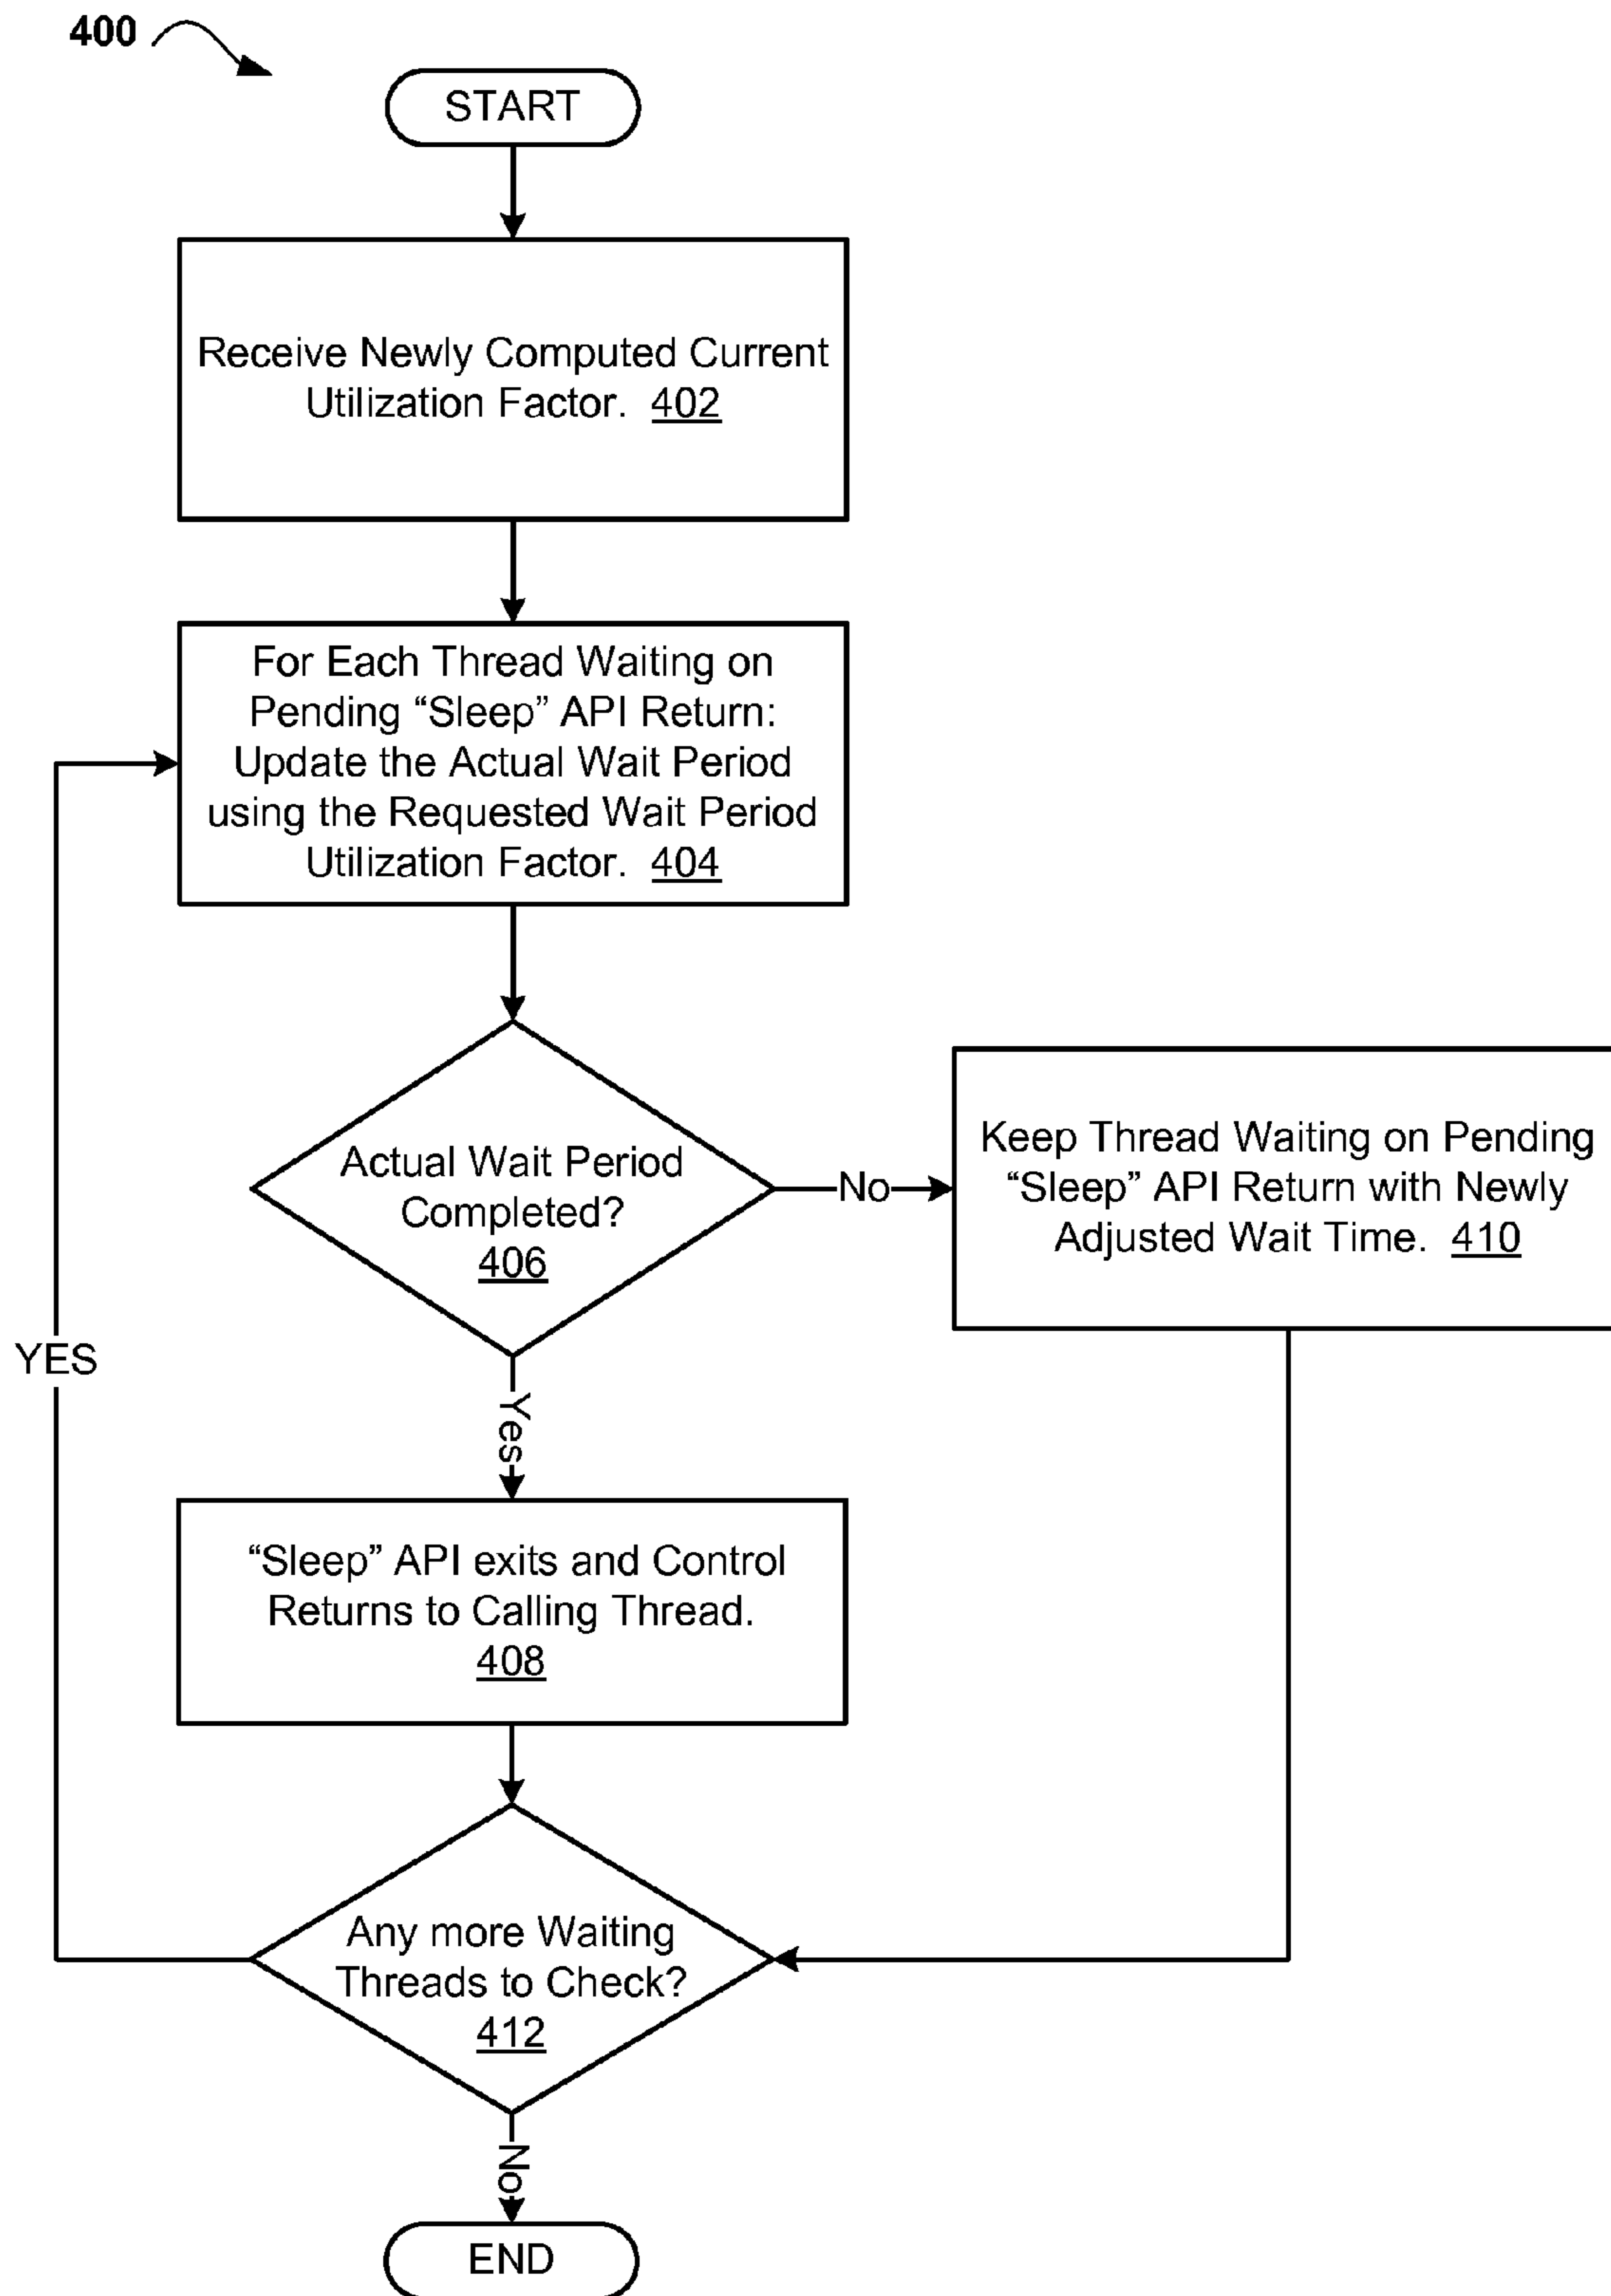 400
START
Receive Newly Computed Current
Utilization Factor. 402
For Each Thread Waiting on
Pending “Sleep” API Return:
Update the Actual Wait Period
using the Requested Wait Period
Utilization Factor. 404
Actual Wait Period
Completed?
406
No
Keep Thread Waiting on Pending
“Sleep” API Return with Newly
Adjusted Wait Time. 410
YES
Yes
“Sleep” API exits and Control
Returns to Calling Thread.
408
Any more Waiting
Threads to Check?
412
No
END